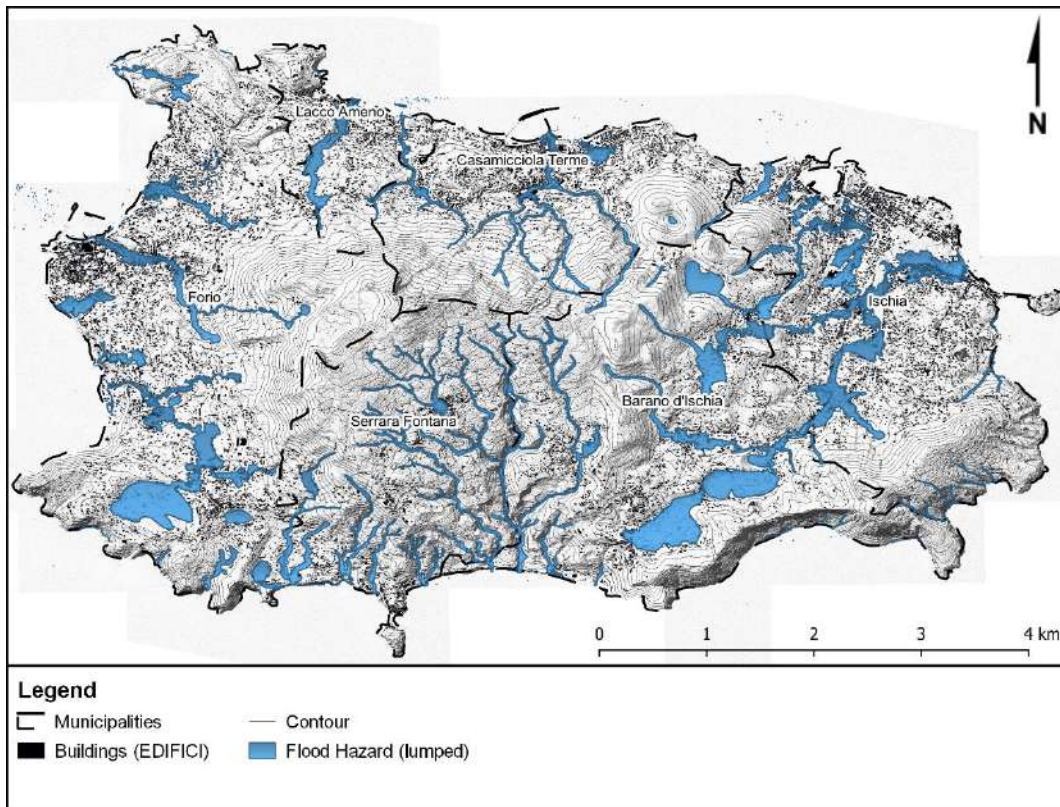 N
Lacco Ameno
Casamicciola Terme
Forio
Ischia
Serrara Fontana
Barano d'Ischia
0 1 2 3 4 km
Legend
Municipalities
Contour
Buildings (EDIFICI)
Flood Hazard (lumped)